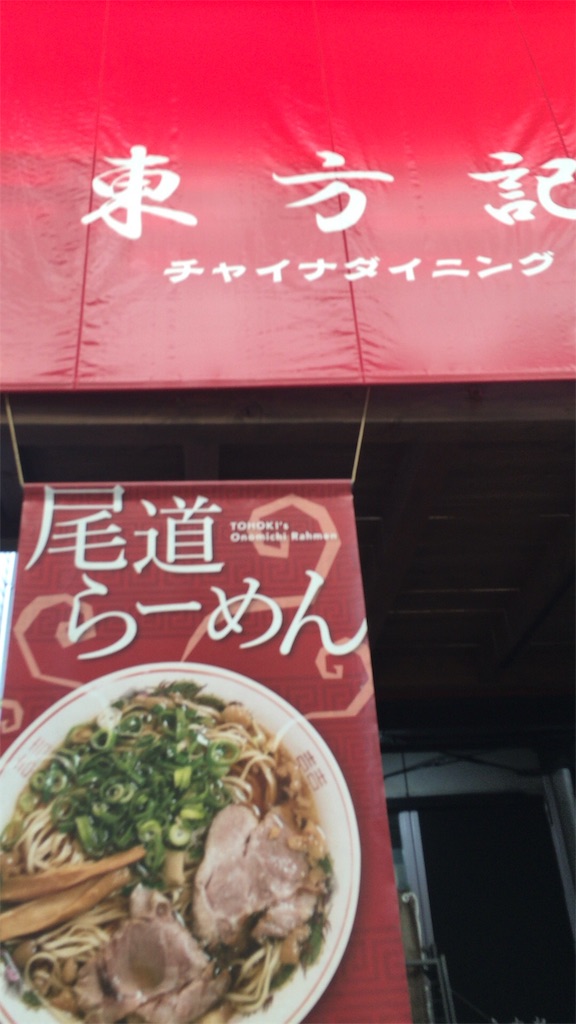 東方記
チャイナダイニング
尾道
TOHOKI's
Onomichi Rahmen
らーめん